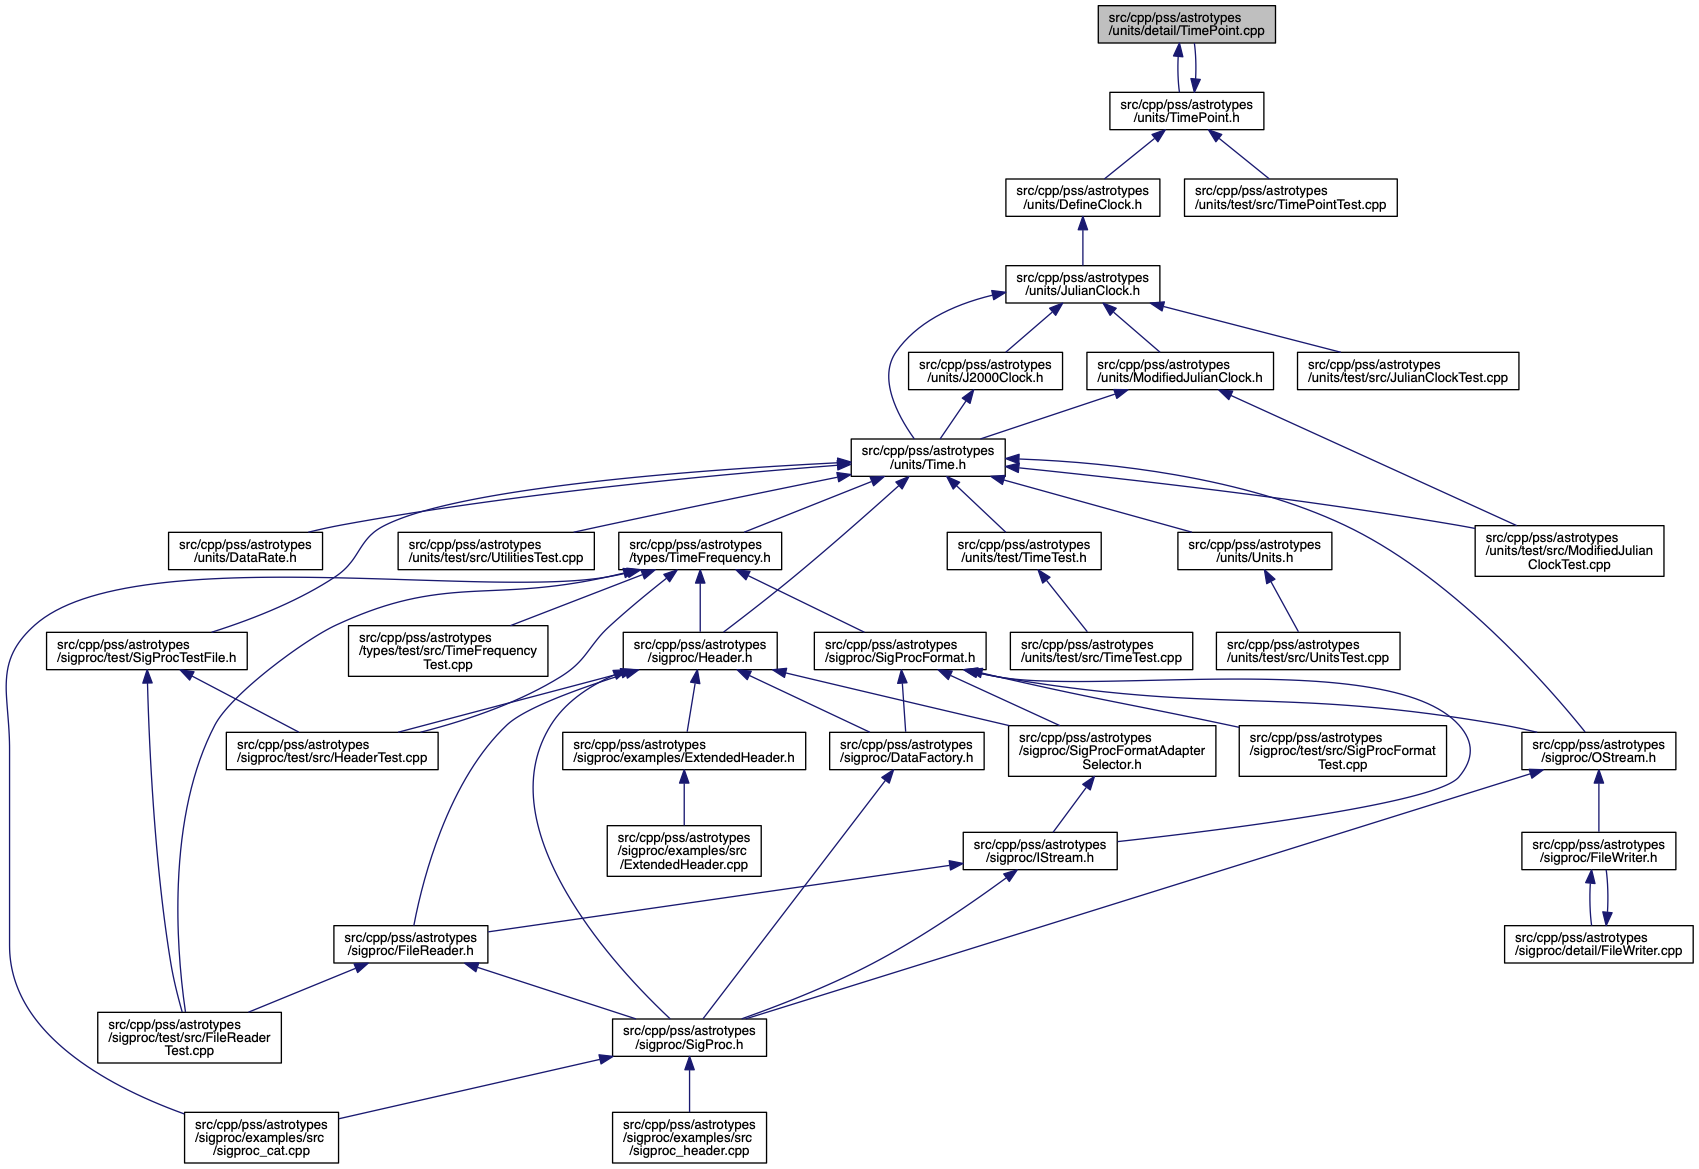 src/cpp/pss/astrotypes
/units/detail/TimePoint.cpp
src/cpp/pss/astrotypes
/units/TimePoint.h
src/cpp/pss/astrotypes
/units/DefineClock.h
src/cpp/pss/astrotypes
/units/test/src/TimePointTest.cpp
src/cpp/pss/astrotypes
/units/JulianClock.h
src/cpp/pss/astrotypes
/units/J2000Clock.h
src/cpp/pss/astrotypes
/units/ModifiedJulianClock.h
src/cpp/pss/astrotypes
/units/test/src/JulianClockTest.cpp
src/cpp/pss/astrotypes
/units/Time.h
src/cpp/pss/astrotypes
/units/DataRate.h
src/cpp/pss/astrotypes
/units/test/src/UtilitiesTest.cpp
src/cpp/pss/astrotypes
/types/TimeFrequency.h
src/cpp/pss/astrotypes
/units/test/TimeTest.h
src/cpp/pss/astrotypes
/units/Units.h
src/cpp/pss/astrotypes
/units/test/src/ModifiedJulian
ClockTest.cpp
src/cpp/pss/astrotypes
/sigproc/test/SigProcTestFile.h
src/cpp/pss/astrotypes
/types/test/src/TimeFrequency
Test.cpp
src/cpp/pss/astrotypes
/sigproc/Header.h
src/cpp/pss/astrotypes
/sigproc/SigProcFormat.h
src/cpp/pss/astrotypes
/units/test/src/TimeTest.cpp
src/cpp/pss/astrotypes
/units/test/src/UnitsTest.cpp
src/cpp/pss/astrotypes
/sigproc/test/src/HeaderTest.cpp
src/cpp/pss/astrotypes
/sigproc/examples/ExtendedHeader.h
src/cpp/pss/astrotypes
/sigproc/DataFactory.h
src/cpp/pss/astrotypes
/sigproc/SigProcFormatAdapter
Selector.h
src/cpp/pss/astrotypes
/sigproc/test/src/SigProcFormat
Test.cpp
src/cpp/pss/astrotypes
/sigproc/OStream.h
src/cpp/pss/astrotypes
/sigproc/examples/src
/ExtendedHeader.cpp
src/cpp/pss/astrotypes
/sigproc/IStream.h
src/cpp/pss/astrotypes
/sigproc/FileWriter.h
src/cpp/pss/astrotypes
/sigproc/FileReader.h
src/cpp/pss/astrotypes
/sigproc/detail/FileWriter.cpp
src/cpp/pss/astrotypes
/sigproc/test/src/FileReader
Test.cpp
src/cpp/pss/astrotypes
/sigproc/SigProc.h
src/cpp/pss/astrotypes
/sigproc/examples/src
/sigproc_cat.cpp
src/cpp/pss/astrotypes
/sigproc/examples/src
/sigproc_header.cpp